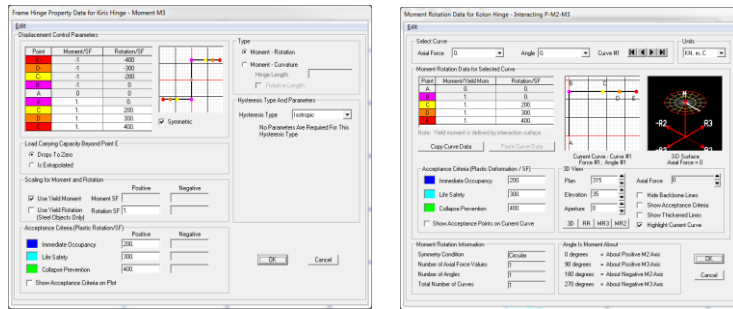 Frame Hinge Property Data for Kiris Hinge - Moment M3
Edit
Displacement Control Parameters
Point Moment/SF Rotation/SF
E- -1 -400
D- -1 -300
C- -1 -200
B- -1 0
A 0 0
B 1. 0.
C 1. 200.
D 1. 300.
E 1. 400.
Symmetric
Load Carrying Capacity Beyond Point E
Drops To Zero
Is Extrapolated
Scaling for Moment and Rotation
Positive Negative
Use Yield Moment Moment SF
Use Yield Rotation Rotation SF 1.
(Steel Objects Only)
Acceptance Criteria (Plastic Rotation/SF)
Positive Negative
Immediate Occupancy 200.
Life Safety 300.
Collapse Prevention 400.
Show Acceptance Criteria on Plot
Type
Moment - Rotation
Moment - Curvature
Hinge Length
Relative Length
Hysteresis Type And Parameters
Hysteresis Type Isotropic
No Parameters Are Required For This
Hysteresis Type
OK Cancel
Moment Rotation Data for Kolon Hinge - Interacting P-M2-M3
Edit
Select Curve
Axial Force 0. Angle 0. Curve #1
Units
KN, m, C
Moment Rotation Data for Selected Curve
Point Moment/Yield Mom Rotation/SF
A 0. 0.
B 1. 0.
C 1. 200.
D 1. 300.
E 1. 400.
Note: Yield moment is defined by interaction surface
Copy Curve Data Paste Curve Data
B C
D E
A
Current Curve - Curve #1
Force #1; Angle #1
-R2 R3
-R3 R2
3-D Surface
Axial Force = 0
Acceptance Criteria (Plastic Deformation / SF)
Immediate Occupancy 200.
Life Safety 300.
Collapse Prevention 400.
Show Acceptance Points on Current Curve
3D View
Plan 315 Axial Force 0
Elevation 35
Aperture 0
Hide Backbone Lines
Show Acceptance Criteria
Show Thickened Lines
Highlight Current Curve
3D RR MR3 MR2
Moment Rotation Information
Symmetry Condition Circular
Number of Axial Force Values 1
Number of Angles 1
Total Number of Curves 1
Angle Is Moment About
0 degrees = About Positive M2 Axis
90 degrees = About Positive M3 Axis
180 degrees = About Negative M2 Axis
270 degrees = About Negative M3 Axis
OK
Cancel